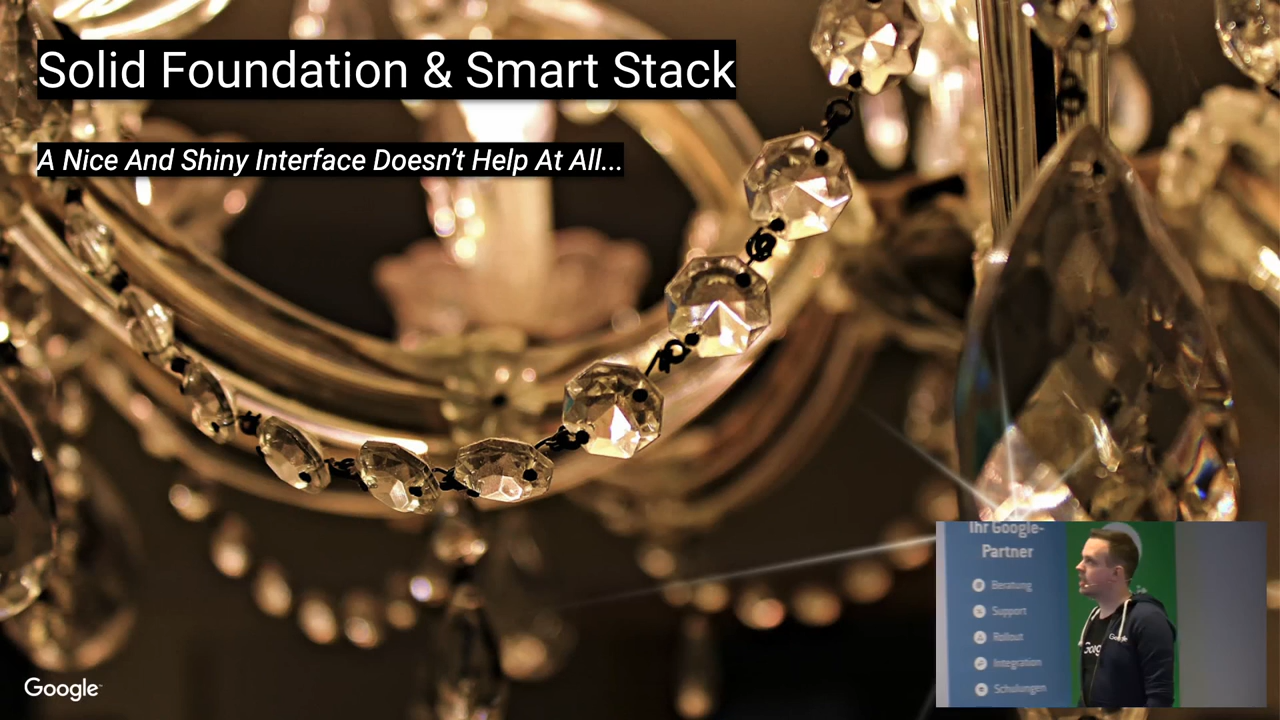 Solid Foundation & Smart Stack
A Nice And Shiny Interface Doesn't Help At All...
Ihr Google-
Partner
Beratung
Support
Rollout
Integration
Schulungen
Google
Google